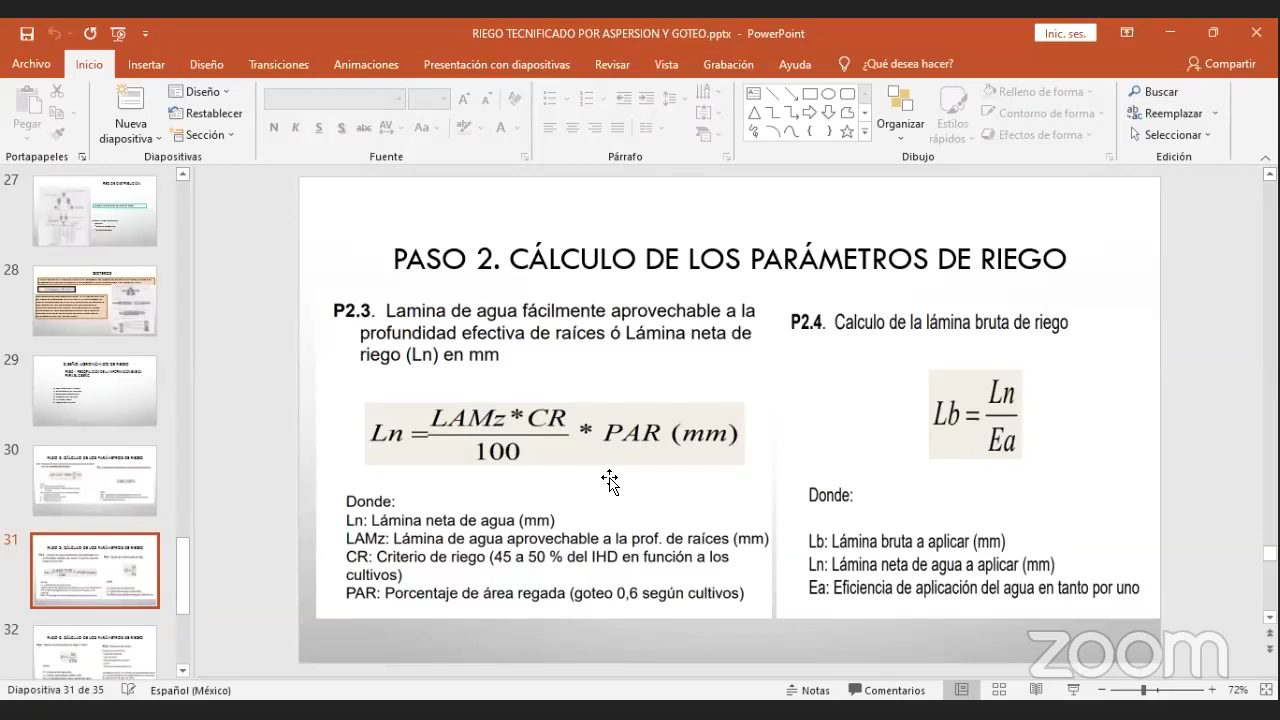 RIEGO TECNIFICADO POR ASPERSION Y GOTEO.pptx - PowerPoint
Inic. ses.
Archivo Inicio Insertar Diseño Transiciones Animaciones Presentación con diapositivas Revisar Vista Grabación Ayuda ¿Qué desea hacer? Compartir
Pegar
Nueva diapositiva
Diseño
Restablecer
Sección
N K S S abc AV Aa A
Organizar
Estilos rápidos
Relleno de forma
Contorno de forma
Efectos de forma
Buscar
Reemplazar
Seleccionar
Portapapeles Diapositivas Fuente Párrafo Dibujo Edición
27
28
29
30
31
32
PASO 2. CÁLCULO DE LOS PARÁMETROS DE RIEGO
P2.3. Lamina de agua fácilmente aprovechable a la
profundidad efectiva de raíces ó Lámina neta de
riego (Ln) en mm
Ln = LAMz * CR / 100 * PAR (mm)
Donde:
Ln: Lámina neta de agua (mm)
LAMz: Lámina de agua aprovechable a la prof. de raíces (mm)
CR: Criterio de riego(45 a 50 % del IHD en función a los
cultivos)
PAR: Porcentaje de área regada (goteo 0,6 según cultivos)
P2.4. Calculo de la lámina bruta de riego
Lb = Ln / Ea
Donde:
Lb: Lámina bruta a aplicar (mm)
Ln: Lámina neta de agua a aplicar (mm)
Ea: Eficiencia de aplicación del agua en tanto por uno
zoom
Diapositiva 31 de 35 Español (México) Notas Comentarios 72%